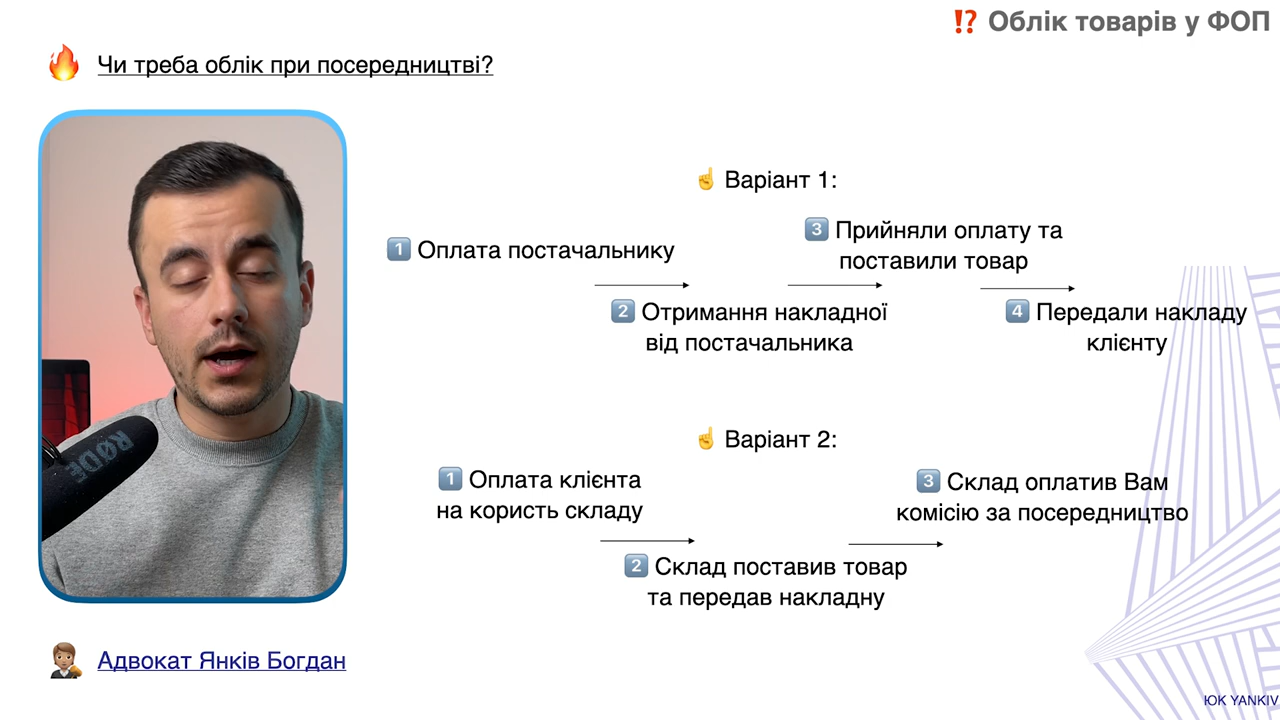 ⁉️ Облік товарів у ФОП
🔥 Чи треба облік при посередництві?
☝️ Варіант 1:
1️⃣ Оплата постачальнику
2️⃣ Отримання накладної
від постачальника
3️⃣ Прийняли оплату та
поставили товар
4️⃣ Передали накладу
клієнту
☝️ Варіант 2:
1️⃣ Оплата клієнта
на користь складу
2️⃣ Склад поставив товар
та передав накладну
3️⃣ Склад оплатив Вам
комісію за посередництво
RØDE
Адвокат Янків Богдан
ЮК YANKIV